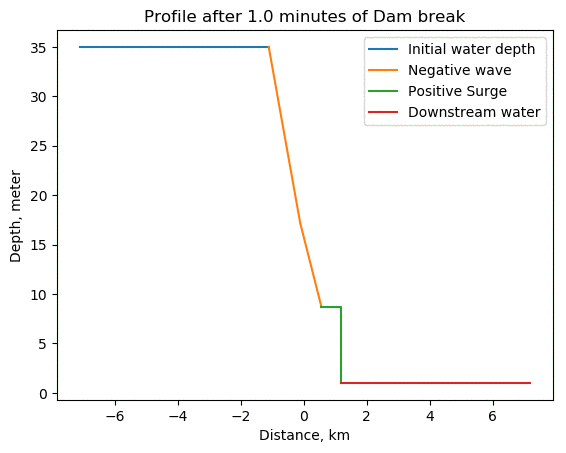 Profile after 1.0 minutes of Dam break
Initial water depth
Negative wave
Positive Surge
Downstream water
Depth, meter
35
30
25
20
15
10
5
0
−6
−4
−2
0
2
4
6
Distance, km